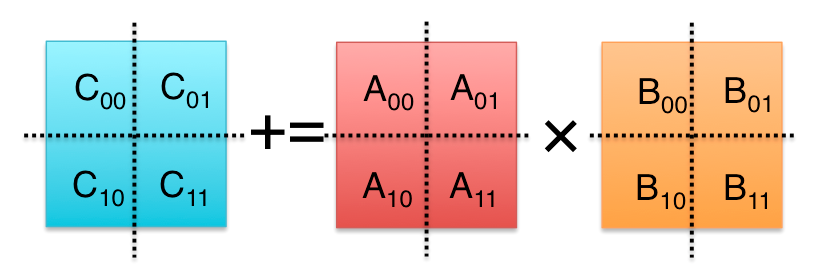 C₀₀ C₀₁ A₀₀ A₀₁ B₀₀ B₀₁
+= ×
C₁₀ C₁₁ A₁₀ A₁₁ B₁₀ B₁₁